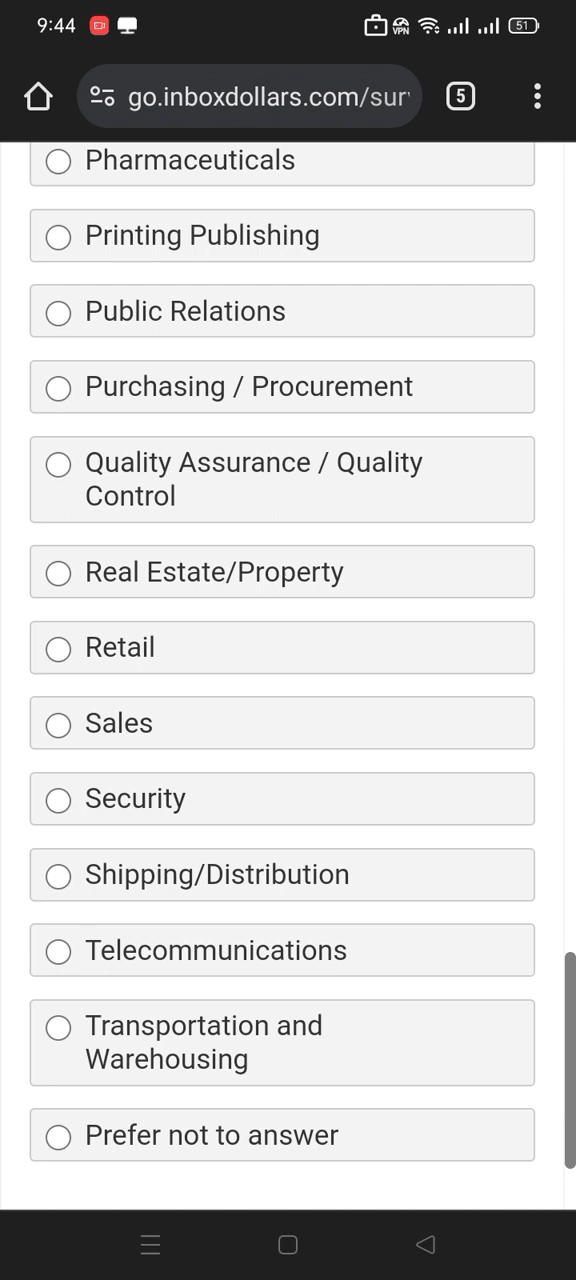 9:44
VPN
51
go.inboxdollars.com/sur
5
Pharmaceuticals
Printing Publishing
Public Relations
Purchasing / Procurement
Quality Assurance / Quality
Control
Real Estate/Property
Retail
Sales
Security
Shipping/Distribution
Telecommunications
Transportation and
Warehousing
Prefer not to answer